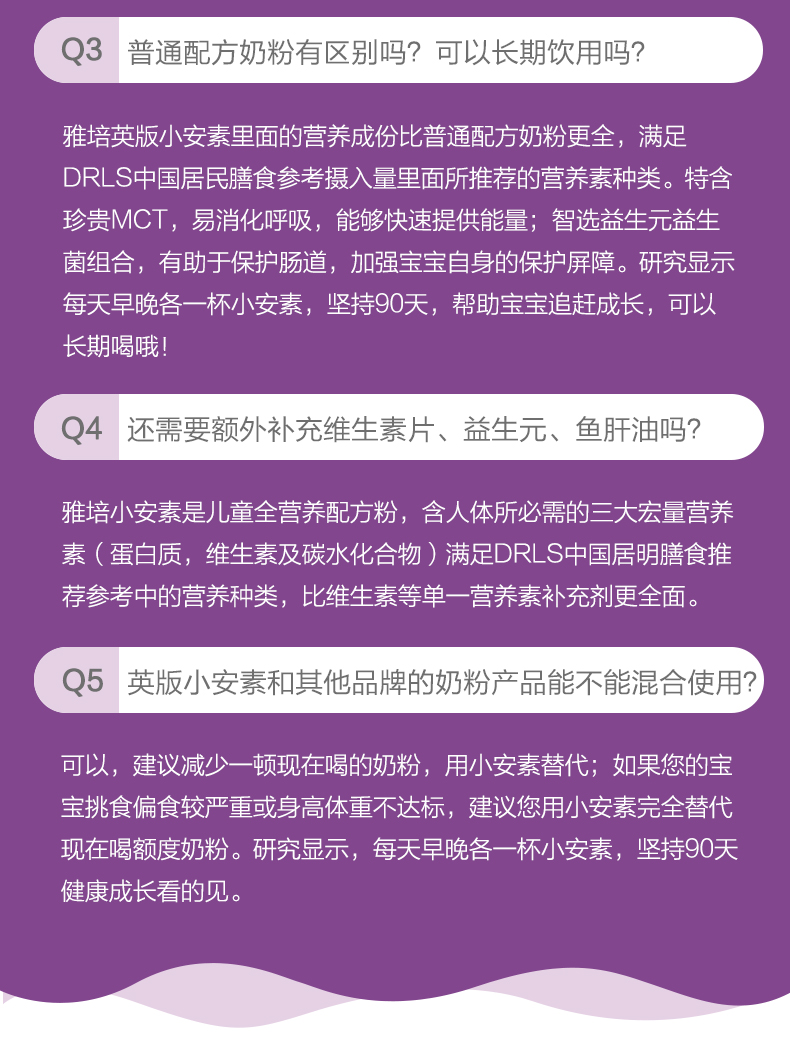 Q3 普通配方奶粉有区别吗？可以长期饮用吗？
雅培英版小安素里面的营养成份比普通配方奶粉更全，满足
DRLS中国居民膳食参考摄入量里面所推荐的营养素种类。特含
珍贵MCT，易消化呼吸，能够快速提供能量；智选益生元益生
菌组合，有助于保护肠道，加强宝宝自身的保护屏障。研究显示
每天早晚各一杯小安素，坚持90天，帮助宝宝追赶成长，可以
长期喝哦！
Q4 还需要额外补充维生素片、益生元、鱼肝油吗？
雅培小安素是儿童全营养配方粉，含人体所必需的三大宏量营养
素（蛋白质，维生素及碳水化合物）满足DRLS中国居明膳食推
荐参考中的营养种类，比维生素等单一营养素补充剂更全面。
Q5 英版小安素和其他品牌的奶粉产品能不能混合使用？
可以，建议减少一顿现在喝的奶粉，用小安素替代；如果您的宝
宝挑食偏食较严重或身高体重不达标，建议您用小安素完全替代
现在喝额度奶粉。研究显示，每天早晚各一杯小安素，坚持90天
健康成长看的见。